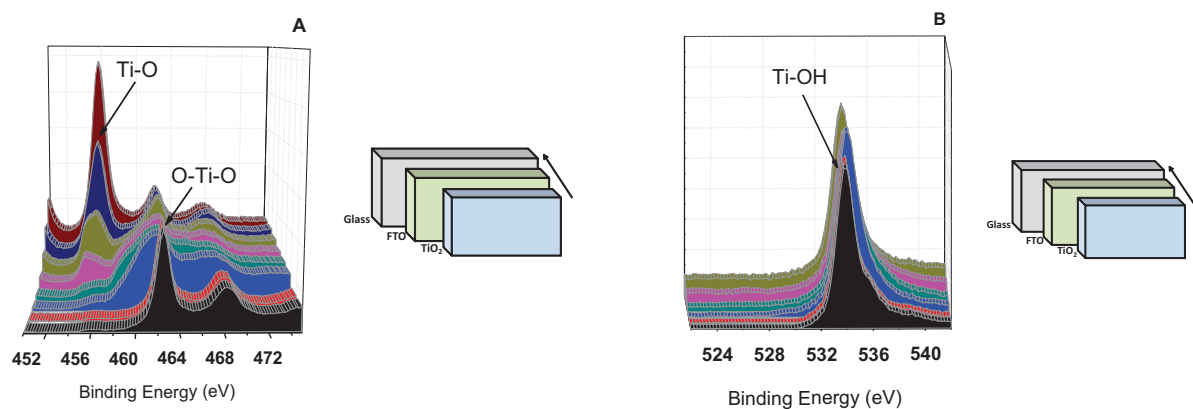 A
Ti-O
O-Ti-O
Glass
FTO
TiO₂
452 456 460 464 468 472
Binding Energy (eV)
B
Ti-OH
Glass
FTO
TiO₂
524 528 532 536 540
Binding Energy (eV)